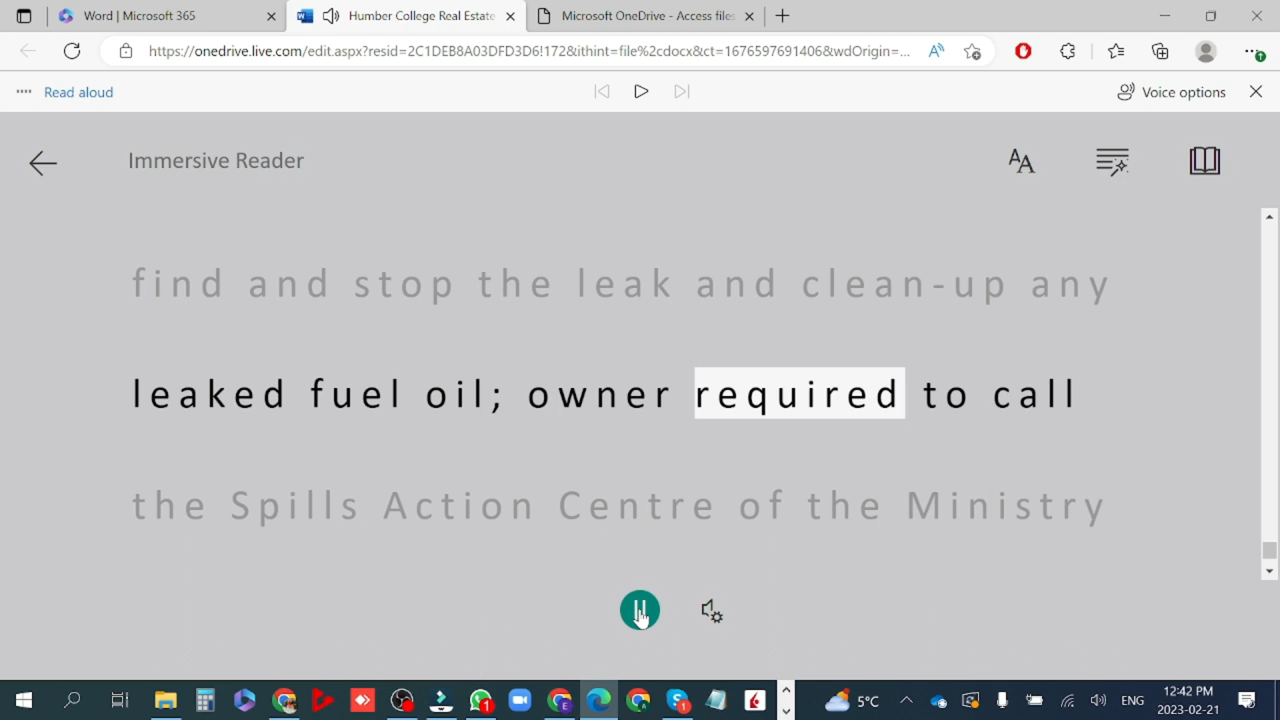 Word | Microsoft 365
Humber College Real Estate
Microsoft OneDrive - Access files
https://onedrive.live.com/edit.aspx?resid=2C1DEB8A03DFD3D6!172&ithint=file%2cdocx&ct=1676597691406&wdOrigin=...
Read aloud
Voice options
Immersive Reader
find and stop the leak and clean-up any
leaked fuel oil; owner required to call
the Spills Action Centre of the Ministry
5°C
ENG
12:42 PM
2023-02-21